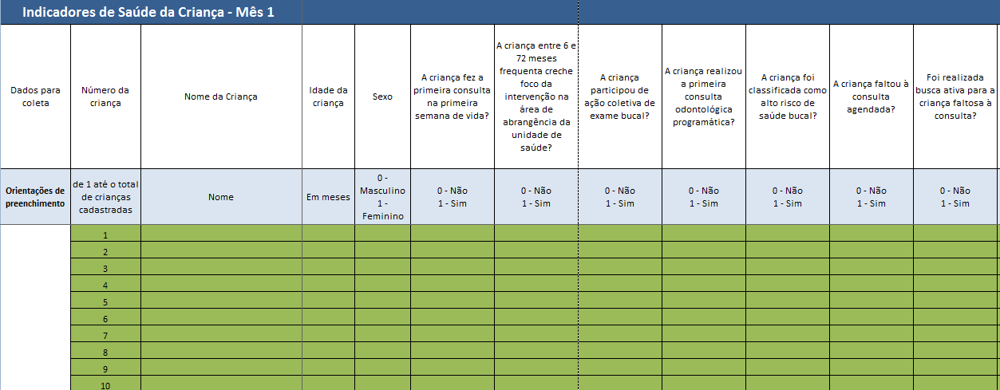 Indicadores de Saúde da Criança - Mês 1
Dados para
coleta
Número da
criança
Nome da Criança
Idade da
criança
Sexo
A criança fez a
primeira consulta
na primeira
semana de vida?
A criança entre 6 e
72 meses
frequenta creche
foco da
intervenção na
área de
abrangência da
unidade de
saúde?
A criança
participou de
ação coletiva de
exame bucal?
A criança realizou
a primeira
consulta
odontológica
programática?
A criança foi
classificada como
alto risco de
saúde bucal?
A criança faltou à
consulta
agendada?
Foi realizada
busca ativa para a
criança faltosa à
consulta?
Orientações de
preenchimento
de 1 até o total
de crianças
cadastradas
Nome
Em meses
0 -
Masculino
1 -
Feminino
0 - Não
1 - Sim
0 - Não
1 - Sim
0 - Não
1 - Sim
0 - Não
1 - Sim
0 - Não
1 - Sim
0 - Não
1 - Sim
0 - Não
1 - Sim
1
2
3
4
5
6
7
8
9
10